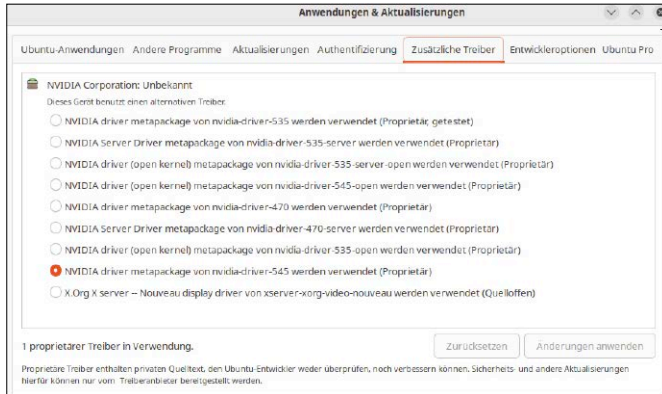 Anwendungen & Aktualisierungen
Ubuntu-Anwendungen Andere Programme Aktualisierungen Authentifizierung Zusätzliche Treiber Entwickleroptionen Ubuntu Pro
NVIDIA Corporation: Unbekannt
Dieses Gerät benutzt einen alternativen Treiber.
NVIDIA driver metapackage von nvidia-driver-535 werden verwendet (Proprietär, getestet)
NVIDIA Server Driver metapackage von nvidia-driver-535-server werden verwendet (Proprietär)
NVIDIA driver (open kernel) metapackage von nvidia-driver-535-server-open werden verwendet (Proprietär)
NVIDIA driver (open kernel) metapackage von nvidia-driver-545-open werden verwendet (Proprietär)
NVIDIA driver metapackage von nvidia-driver-470 werden verwendet (Proprietär)
NVIDIA Server Driver metapackage von nvidia-driver-470-server werden verwendet (Proprietär)
NVIDIA driver (open kernel) metapackage von nvidia-driver-535-open werden verwendet (Proprietär)
NVIDIA driver metapackage von nvidia-driver-545 werden verwendet (Proprietär)
X.Org X server -- Nouveau display driver von xserver-xorg-video-nouveau werden verwendet (Quelloffen)
1 proprietärer Treiber in Verwendung.
Zurücksetzen Änderungen anwenden
Proprietäre Treiber enthalten privaten Quelltext, den Ubuntu-Entwickler weder überprüfen, noch verbessern können. Sicherheits- und andere Aktualisierungen
hierfür können nur vom Treiberanbieter bereitgestellt werden.